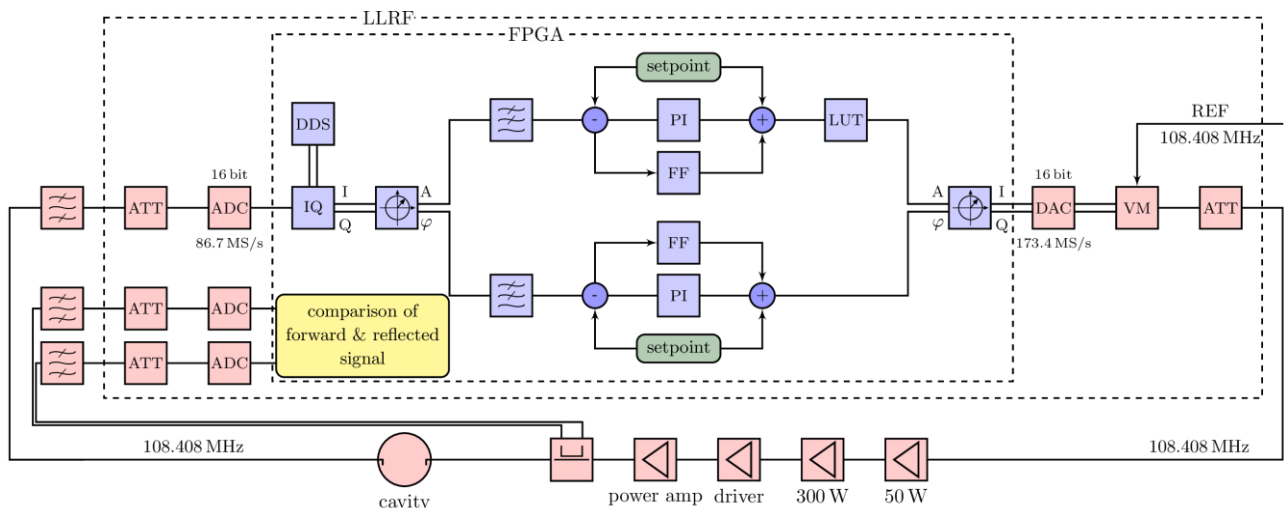 LLRF
FPGA
setpoint
REF
108.408 MHz
DDS
-
PI
+
LUT
FF
16 bit
I
A
A
I
16 bit
ATT
ADC
IQ
DAC
VM
ATT
86.7 MS/s
Q
φ
φ
Q
173.4 MS/s
FF
ATT
ADC
comparison of
forward & reflected
signal
-
PI
+
ATT
ADC
setpoint
108.408 MHz
108.408 MHz
cavity
power amp
driver
300 W
50 W